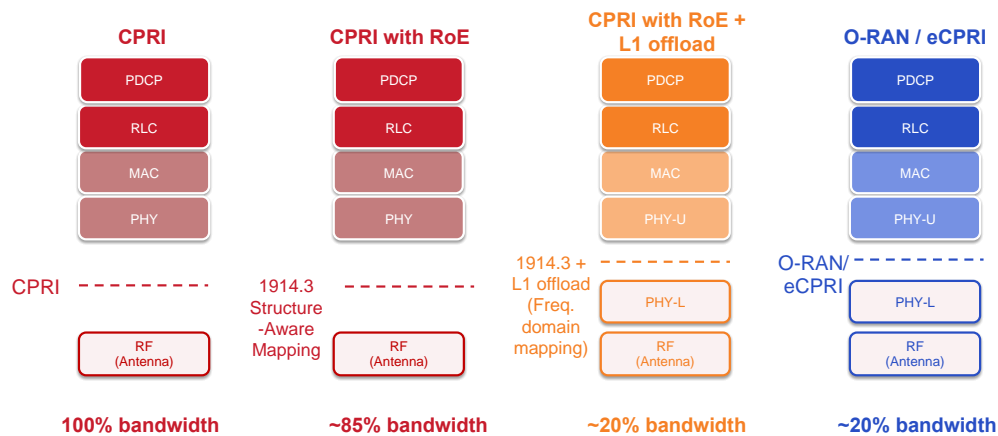 CPRI
PDCP
RLC
MAC
PHY
CPRI
RF
(Antenna)
100% bandwidth
CPRI with RoE
PDCP
RLC
MAC
PHY
1914.3
Structure
-Aware
Mapping
RF
(Antenna)
~85% bandwidth
CPRI with RoE +
L1 offload
PDCP
RLC
MAC
PHY-U
1914.3 +
L1 offload
(Freq.
domain
mapping)
PHY-L
RF
(Antenna)
~20% bandwidth
O-RAN / eCPRI
PDCP
RLC
MAC
PHY-U
O-RAN/
eCPRI
PHY-L
RF
(Antenna)
~20% bandwidth